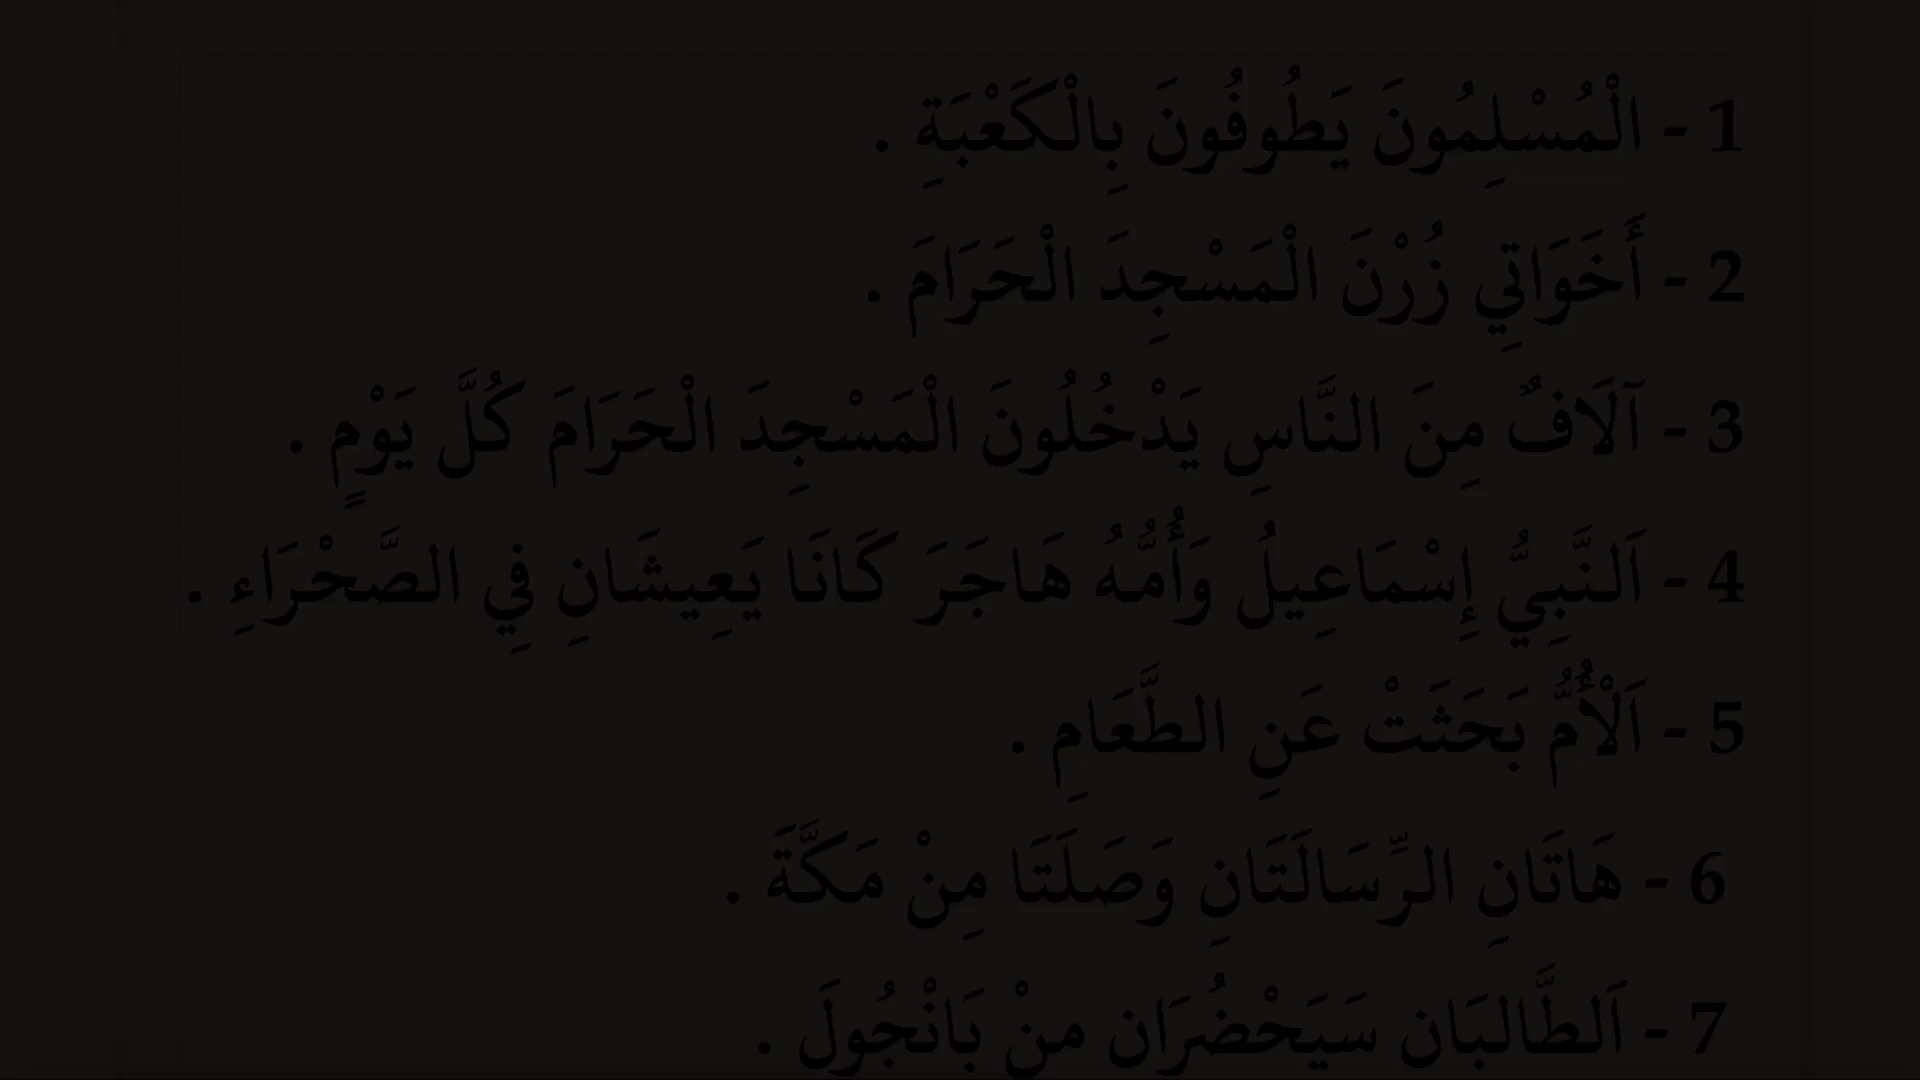 1 - الْمُسْلِمُونَ يَطُوفُونَ بِالْكَعْبَةِ .
2 - أَخَوَاتِي زُرْنَ الْمَسْجِدَ الْحَرَامَ .
3 - آلَافٌ مِنَ النَّاسِ يَدْخُلُونَ الْمَسْجِدَ الْحَرَامَ كُلَّ يَوْمٍ .
4 - اَلنَّبِيُّ إِسْمَاعِيلُ وَأُمُّهُ هَاجَرَ كَانَا يَعِيشَانِ فِي الصَّحْرَاءِ .
5 - اَلْأُمُّ بَحَثَتْ عَنِ الطَّعَامِ .
6 - هَاتَانِ الرِّسَالَتَانِ وَصَلَتَا مِنْ مَكَّةَ .
7 - اَلطَّالبَان سَيَحْضُرَان منْ بَانْجُولَ .